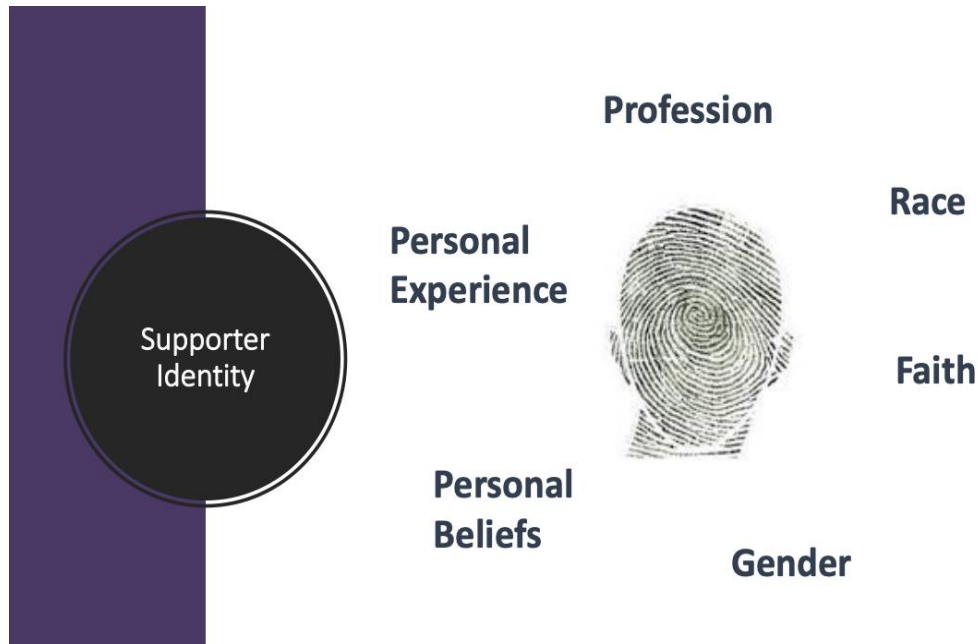 Supporter
Identity
Profession
Race
Personal
Experience
Faith
Personal
Beliefs
Gender